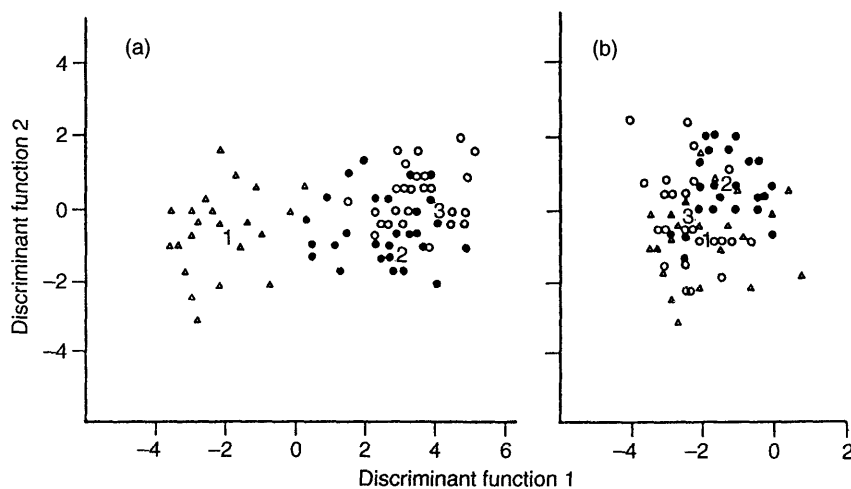 (a)
(b)
Discriminant function 2
4
2
0
−2
−4
1
2
3
1
2
3
−4 −2 0 2 4 6
−4 −2 0 2
Discriminant function 1